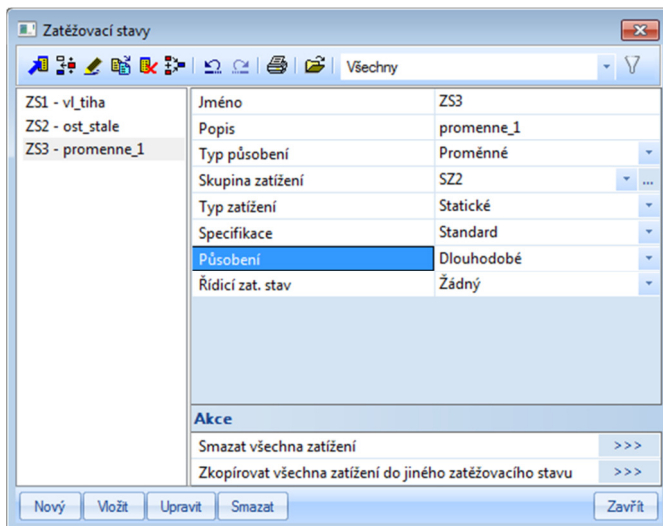 Zatěžovací stavy
Všechny
ZS1 - vl_tiha
ZS2 - ost_stale
ZS3 - promenne_1
Jméno ZS3
Popis promenne_1
Typ působení Proměnné
Skupina zatížení SZ2 ...
Typ zatížení Statické
Specifikace Standard
Působení Dlouhodobé
Řídicí zat. stav Žádný
Akce
Smazat všechna zatížení >>>
Zkopírovat všechna zatížení do jiného zatěžovacího stavu >>>
Nový Vložit Upravit Smazat Zavřít